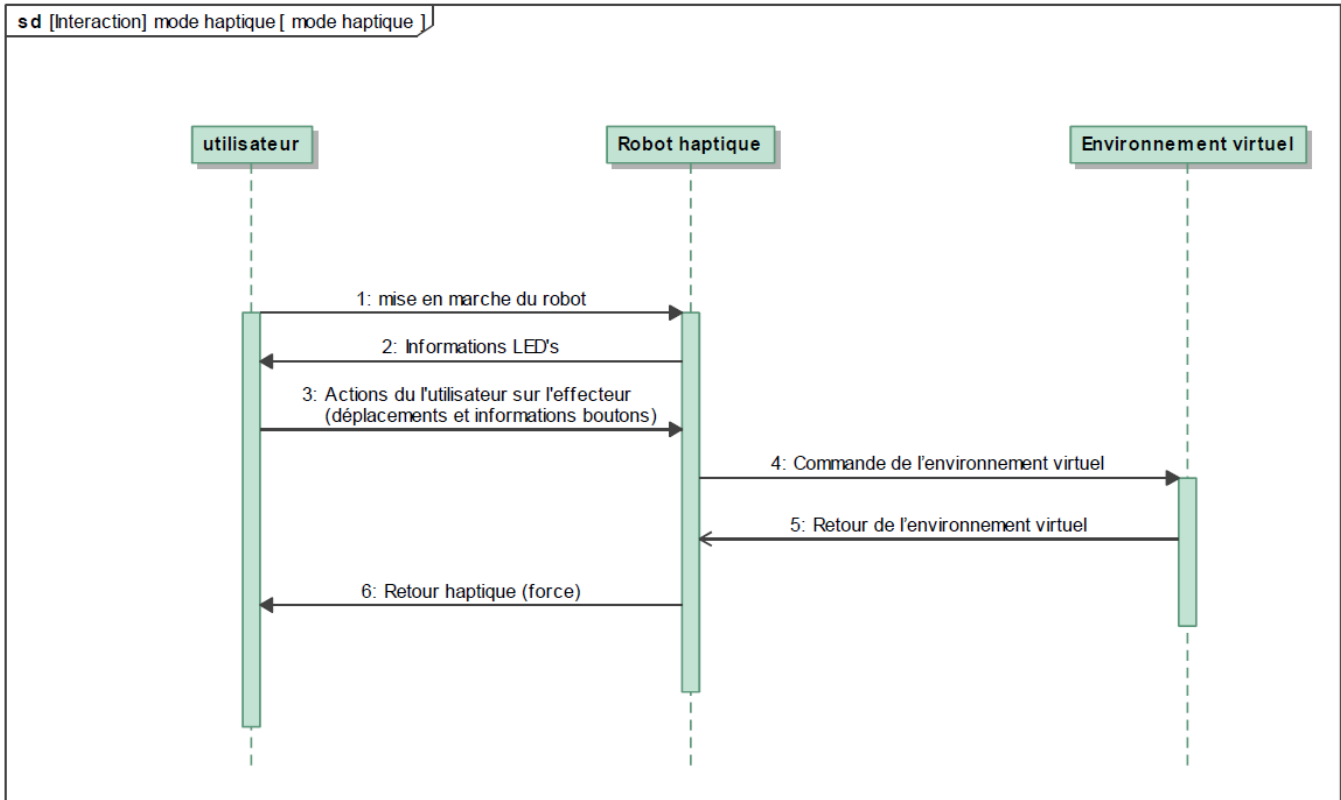 sd [Interaction] mode haptique [ mode haptique ]
utilisateur
Robot haptique
Environnement virtuel
1: mise en marche du robot
2: Informations LED's
3: Actions du l'utilisateur sur l'effecteur
(déplacements et informations boutons)
4: Commande de l’environnement virtuel
5: Retour de l’environnement virtuel
6: Retour haptique (force)